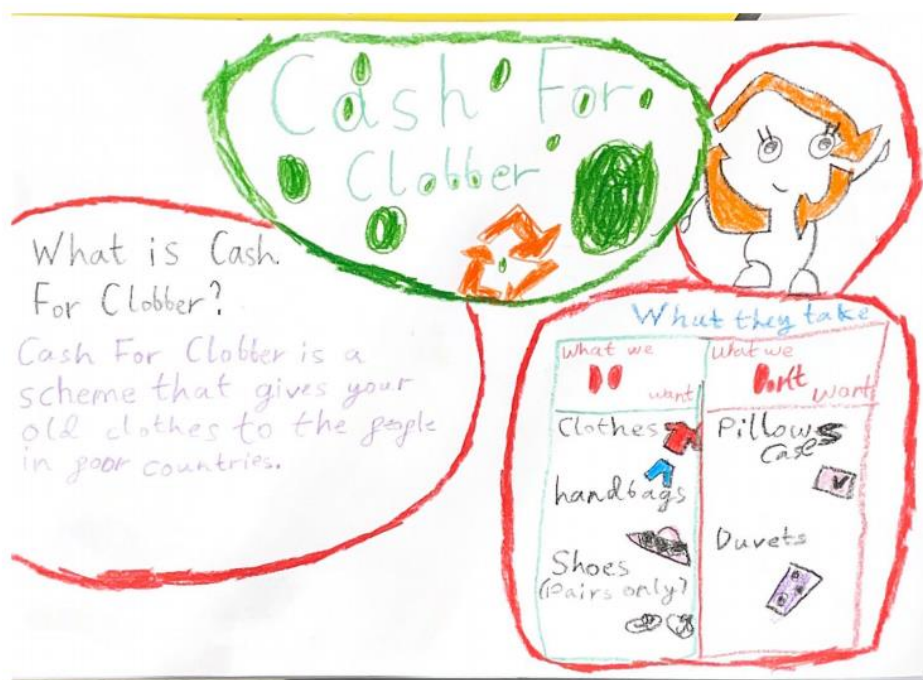 Cash For
Clobber
What is Cash
For Clobber?
Cash For Clobber is a
scheme that gives your
old clothes to the people
in poor countries.
What they take
What we
DO
want
Clothes
handbags
Shoes
(Pairs only)
What we
Don't
want
Pillows
Case
Duvets